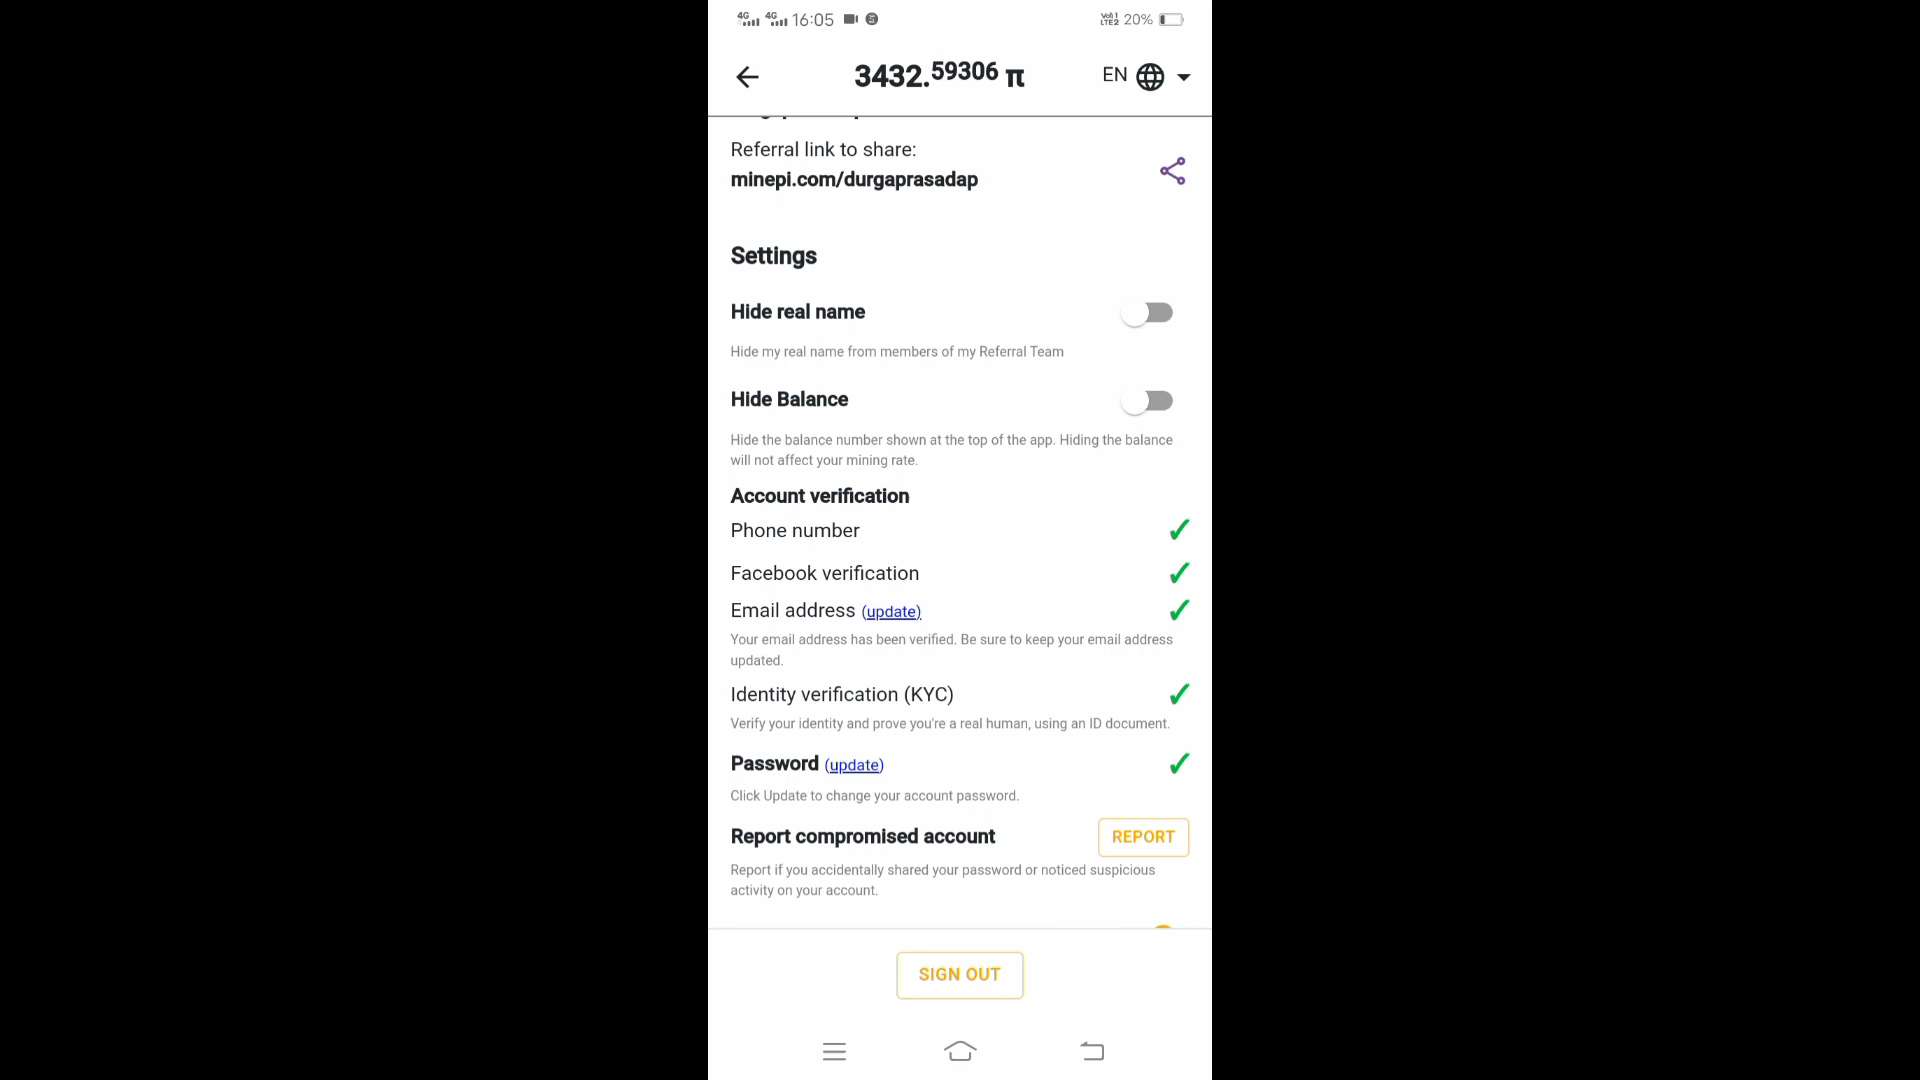 4G 4G 16:05 20%
3432.59306 π EN
Referral link to share:
minepi.com/durgaprasadap
Settings
Hide real name
Hide my real name from members of my Referral Team
Hide Balance
Hide the balance number shown at the top of the app. Hiding the balance
will not affect your mining rate.
Account verification
Phone number
Facebook verification
Email address (update)
Your email address has been verified. Be sure to keep your email address
updated.
Identity verification (KYC)
Verify your identity and prove you're a real human, using an ID document.
Password (update)
Click Update to change your account password.
Report compromised account REPORT
Report if you accidentally shared your password or noticed suspicious
activity on your account.
SIGN OUT